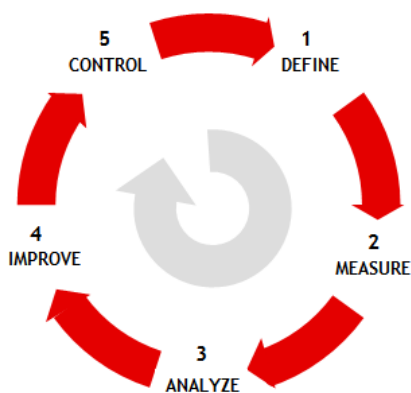 1
DEFINE
2
MEASURE
3
ANALYZE
4
IMPROVE
5
CONTROL